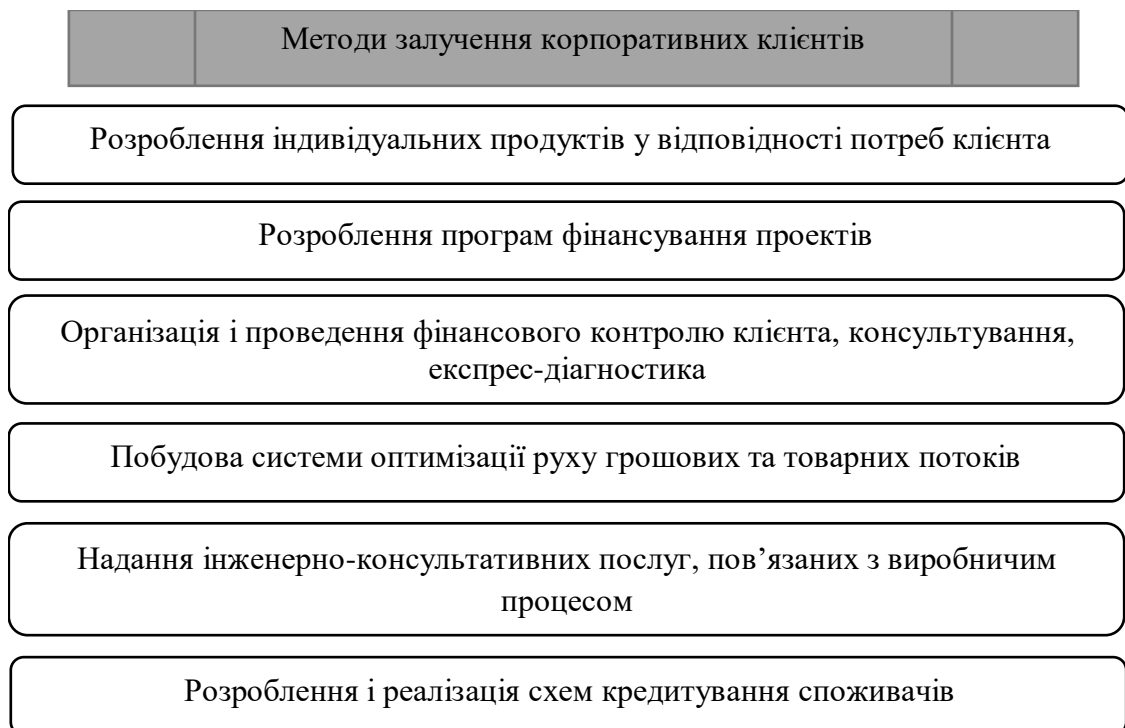 Методи залучення корпоративних клієнтів
Розроблення індивідуальних продуктів у відповідності потреб клієнта
Розроблення програм фінансування проектів
Організація і проведення фінансового контролю клієнта, консультування,
експрес-діагностика
Побудова системи оптимізації руху грошових та товарних потоків
Надання інженерно-консультативних послуг, пов’язаних з виробничим
процесом
Розроблення і реалізація схем кредитування споживачів